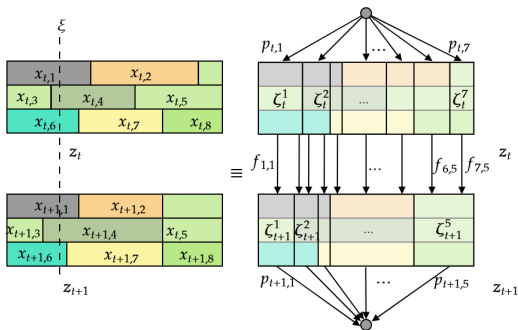 ξ
x_{t,1} x_{t,2}
x_{t,3} x_{t,4} x_{t,5}
x_{t,6} x_{t,7} x_{t,8}
z_t
x_{t+1,1} x_{t+1,2}
x_{t+1,3} x_{t+1,4} x_{t,5}
x_{t+1,6} x_{t+1,7} x_{t+1,8}
z_{t+1}
≡
p_{t,1} ... p_{t,7}
ζ_t^1 ζ_t^2 ... ζ_t^7
z_t
f_{1,1} ... f_{6,5} f_{7,5}
ζ_{t+1}^1 ζ_{t+1}^2 ... ζ_{t+1}^5
p_{t+1,1} ... p_{t+1,5}
z_{t+1}